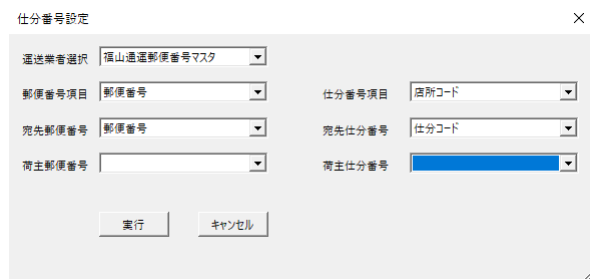 仕分番号設定
運送業者選択 福山通運郵便番号マスタ
郵便番号項目 郵便番号 仕分番号項目 店所コード
宛先郵便番号 郵便番号 宛先仕分番号 仕分コード
荷主郵便番号 荷主仕分番号
実行 キャンセル